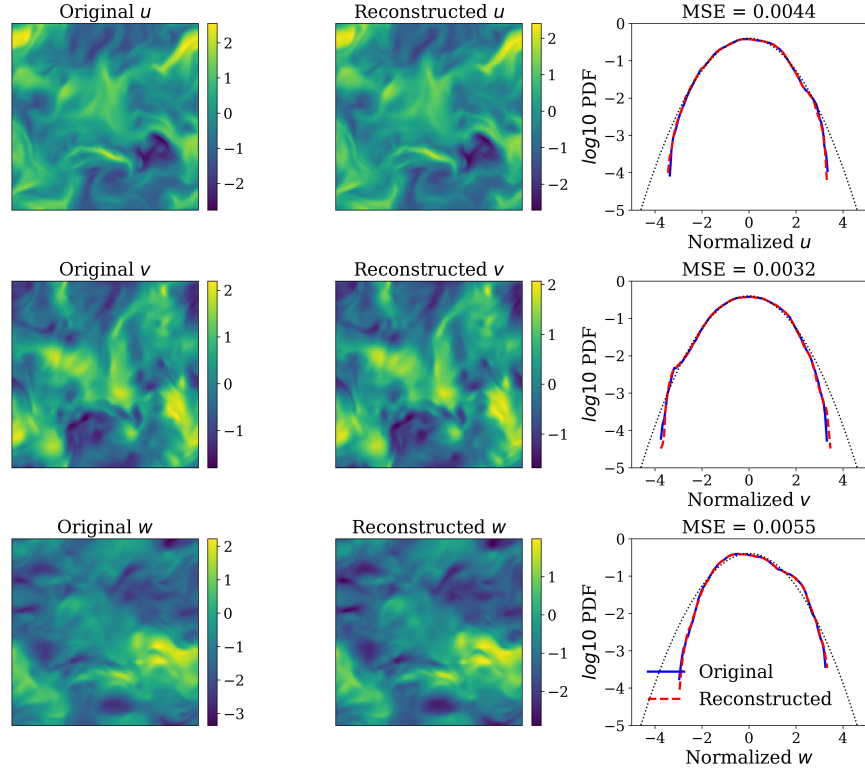 Original u
2
1
0
−1
−2
Reconstructed u
2
1
0
−1
−2
MSE = 0.0044
log10 PDF
0
−1
−2
−3
−4
−5
−4 −2 0 2 4
Normalized u
Original v
2
1
0
−1
Reconstructed v
2
1
0
−1
MSE = 0.0032
log10 PDF
0
−1
−2
−3
−4
−5
−4 −2 0 2 4
Normalized v
Original w
2
1
0
−1
−2
−3
Reconstructed w
1
0
−1
−2
MSE = 0.0055
log10 PDF
0
−1
−2
−3
−4
−5
Original
Reconstructed
−4 −2 0 2 4
Normalized w